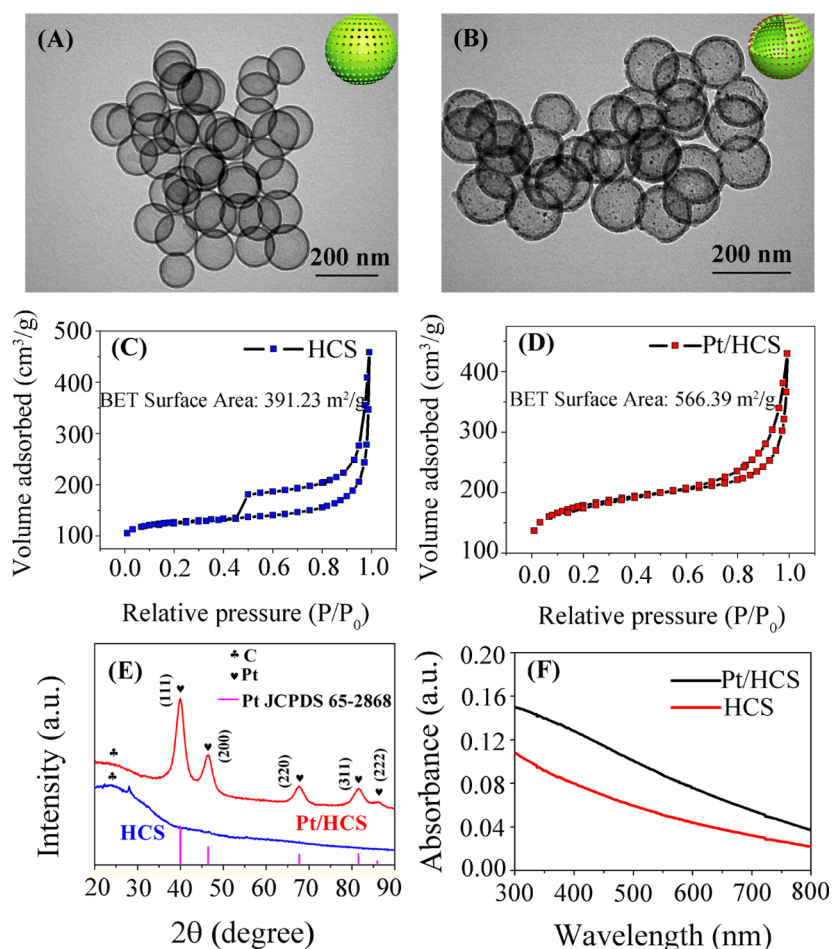 (A)
200 nm
(B)
200 nm
(C)
HCS
BET Surface Area: 391.23 m²/g
Volume adsorbed (cm³/g)
500
400
300
200
100
0.0 0.2 0.4 0.6 0.8 1.0
Relative pressure (P/P₀)
(D)
Pt/HCS
BET Surface Area: 566.39 m²/g
Volume adsorbed (cm³/g)
400
300
200
100
0.0 0.2 0.4 0.6 0.8 1.0
Relative pressure (P/P₀)
(E)
♣ C
♥ Pt
Pt JCPDS 65-2868
(111)
(200)
(220)
(311)
(222)
HCS
Pt/HCS
Intensity (a.u.)
20 30 40 50 60 70 80 90
2θ (degree)
(F)
Pt/HCS
HCS
Absorbance (a.u.)
0.20
0.16
0.12
0.08
0.04
0.00
300 400 500 600 700 800
Wavelength (nm)